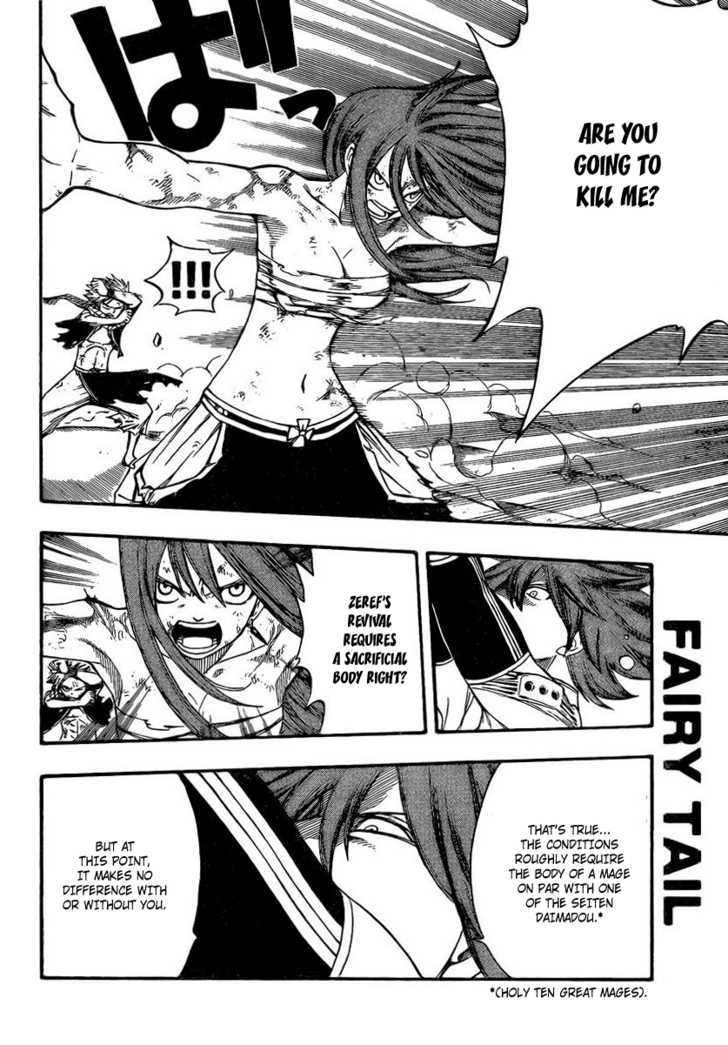 ばっ
ARE YOU
GOING TO
KILL ME?
!!!
ZEREF'S
REVIVAL
REQUIRES
A SACRIFICIAL
BODY RIGHT?
THAT'S TRUE...
THE CONDITIONS
ROUGHLY REQUIRE
THE BODY OF A MAGE
ON PAR WITH ONE
OF THE SEITEN
DAIMADOU.*
BUT AT
THIS POINT,
IT MAKES NO
DIFFERENCE WITH
OR WITHOUT YOU.
*(HOLY TEN GREAT MAGES).
FAIRY TAIL